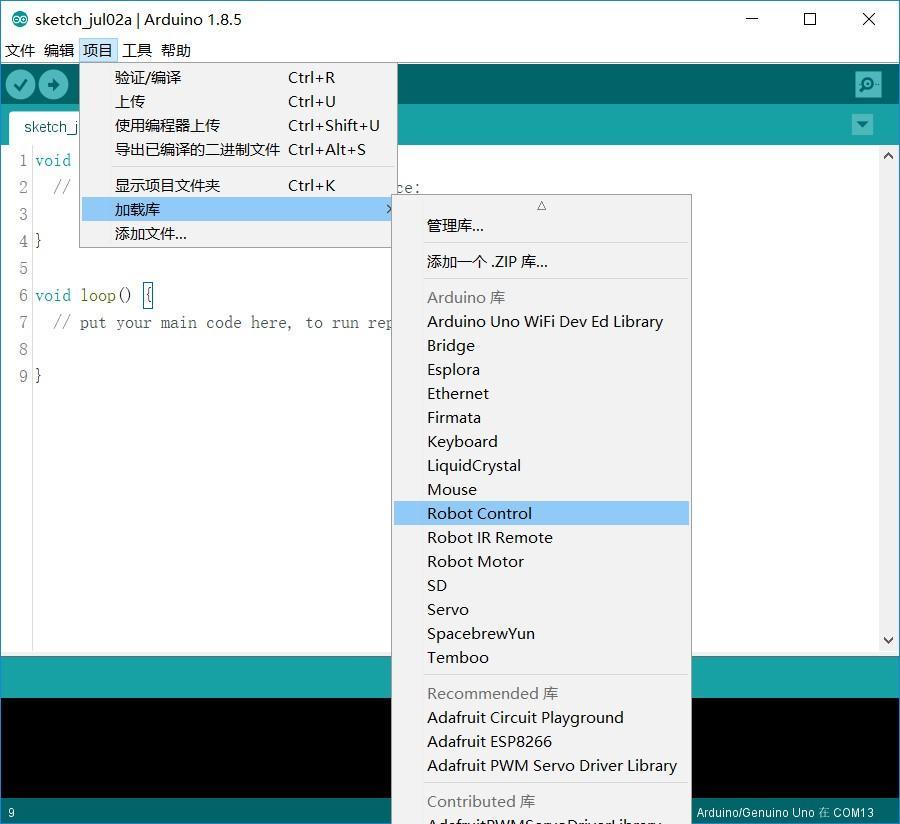 sketch_jul02a | Arduino 1.8.5
文件 编辑 项目 工具 帮助
验证/编译 Ctrl+R
上传 Ctrl+U
使用编程器上传 Ctrl+Shift+U
导出已编译的二进制文件 Ctrl+Alt+S
显示项目文件夹 Ctrl+K
加载库
添加文件...
sketch_j
1 void
2 // ce:
3
4 }
5
6 void loop() {
7 // put your main code here, to run rep
8
9 }
管理库...
添加一个 .ZIP 库...
Arduino 库
Arduino Uno WiFi Dev Ed Library
Bridge
Esplora
Ethernet
Firmata
Keyboard
LiquidCrystal
Mouse
Robot Control
Robot IR Remote
Robot Motor
SD
Servo
SpacebrewYun
Temboo
Recommended 库
Adafruit Circuit Playground
Adafruit ESP8266
Adafruit PWM Servo Driver Library
Contributed 库
AdafruitPWMServoDriverLibrary
9 Arduino/Genuino Uno 在 COM13